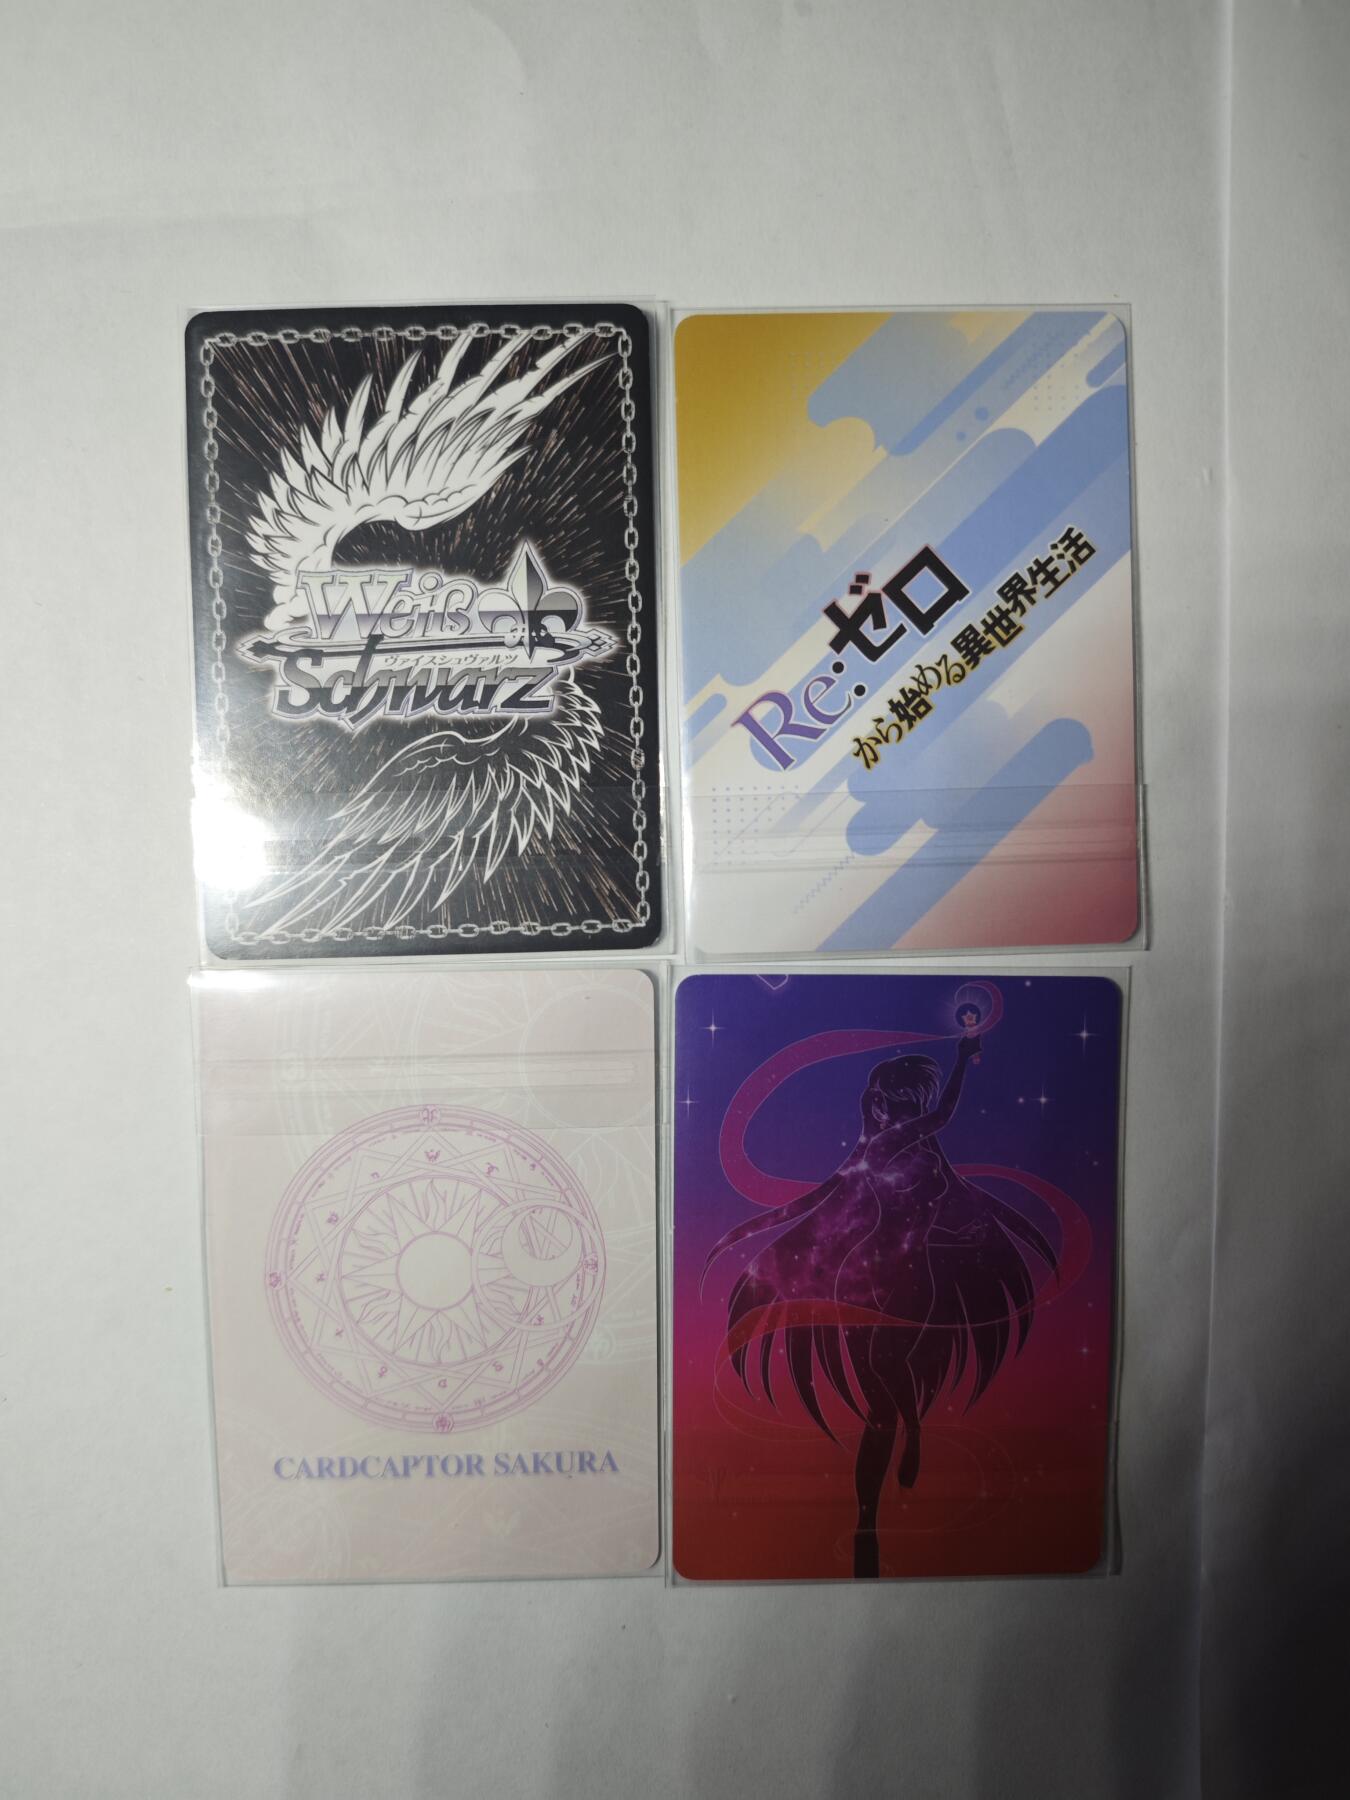 Weiß
ヴァイスシュヴァルツ
Schwarz
Re:ゼロ
から始める異世界生活
CARDCAPTOR SAKURA